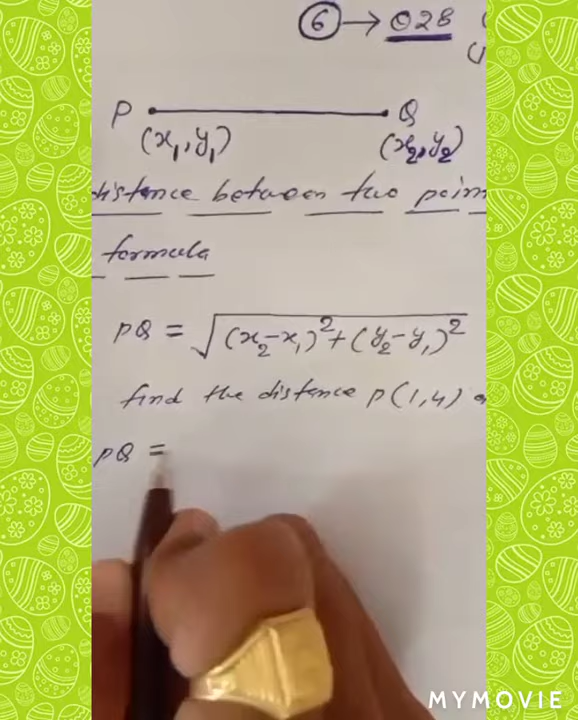 6 → 028
P Q
(x₁, y₁) (x₂, y₂)
distance between two poin
formula
PQ = √(x₂-x₁)²+(y₂-y₁)²
find the distance P(1,4)
PQ =
MYMOVIE